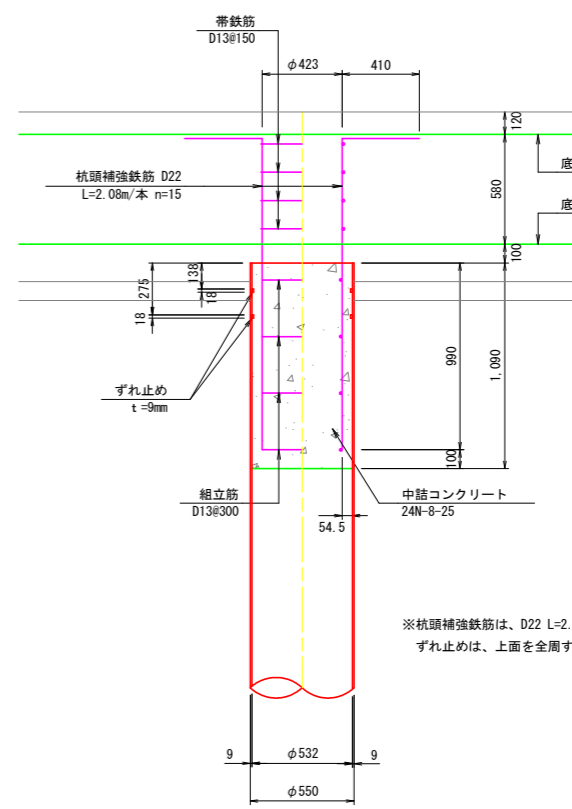 帯鉄筋
D13@150
φ423
410
120
底
杭頭補強鉄筋 D22
L=2.08m/本 n=15
580
底
100
138
275
18
18
990
1,090
ずれ止め
t=9mm
組立筋
D13@300
100
中詰コンクリート
24N-8-25
54.5
※杭頭補強鉄筋は、D22 L=2.
ずれ止めは、上面を全周す
9
φ532
9
φ550